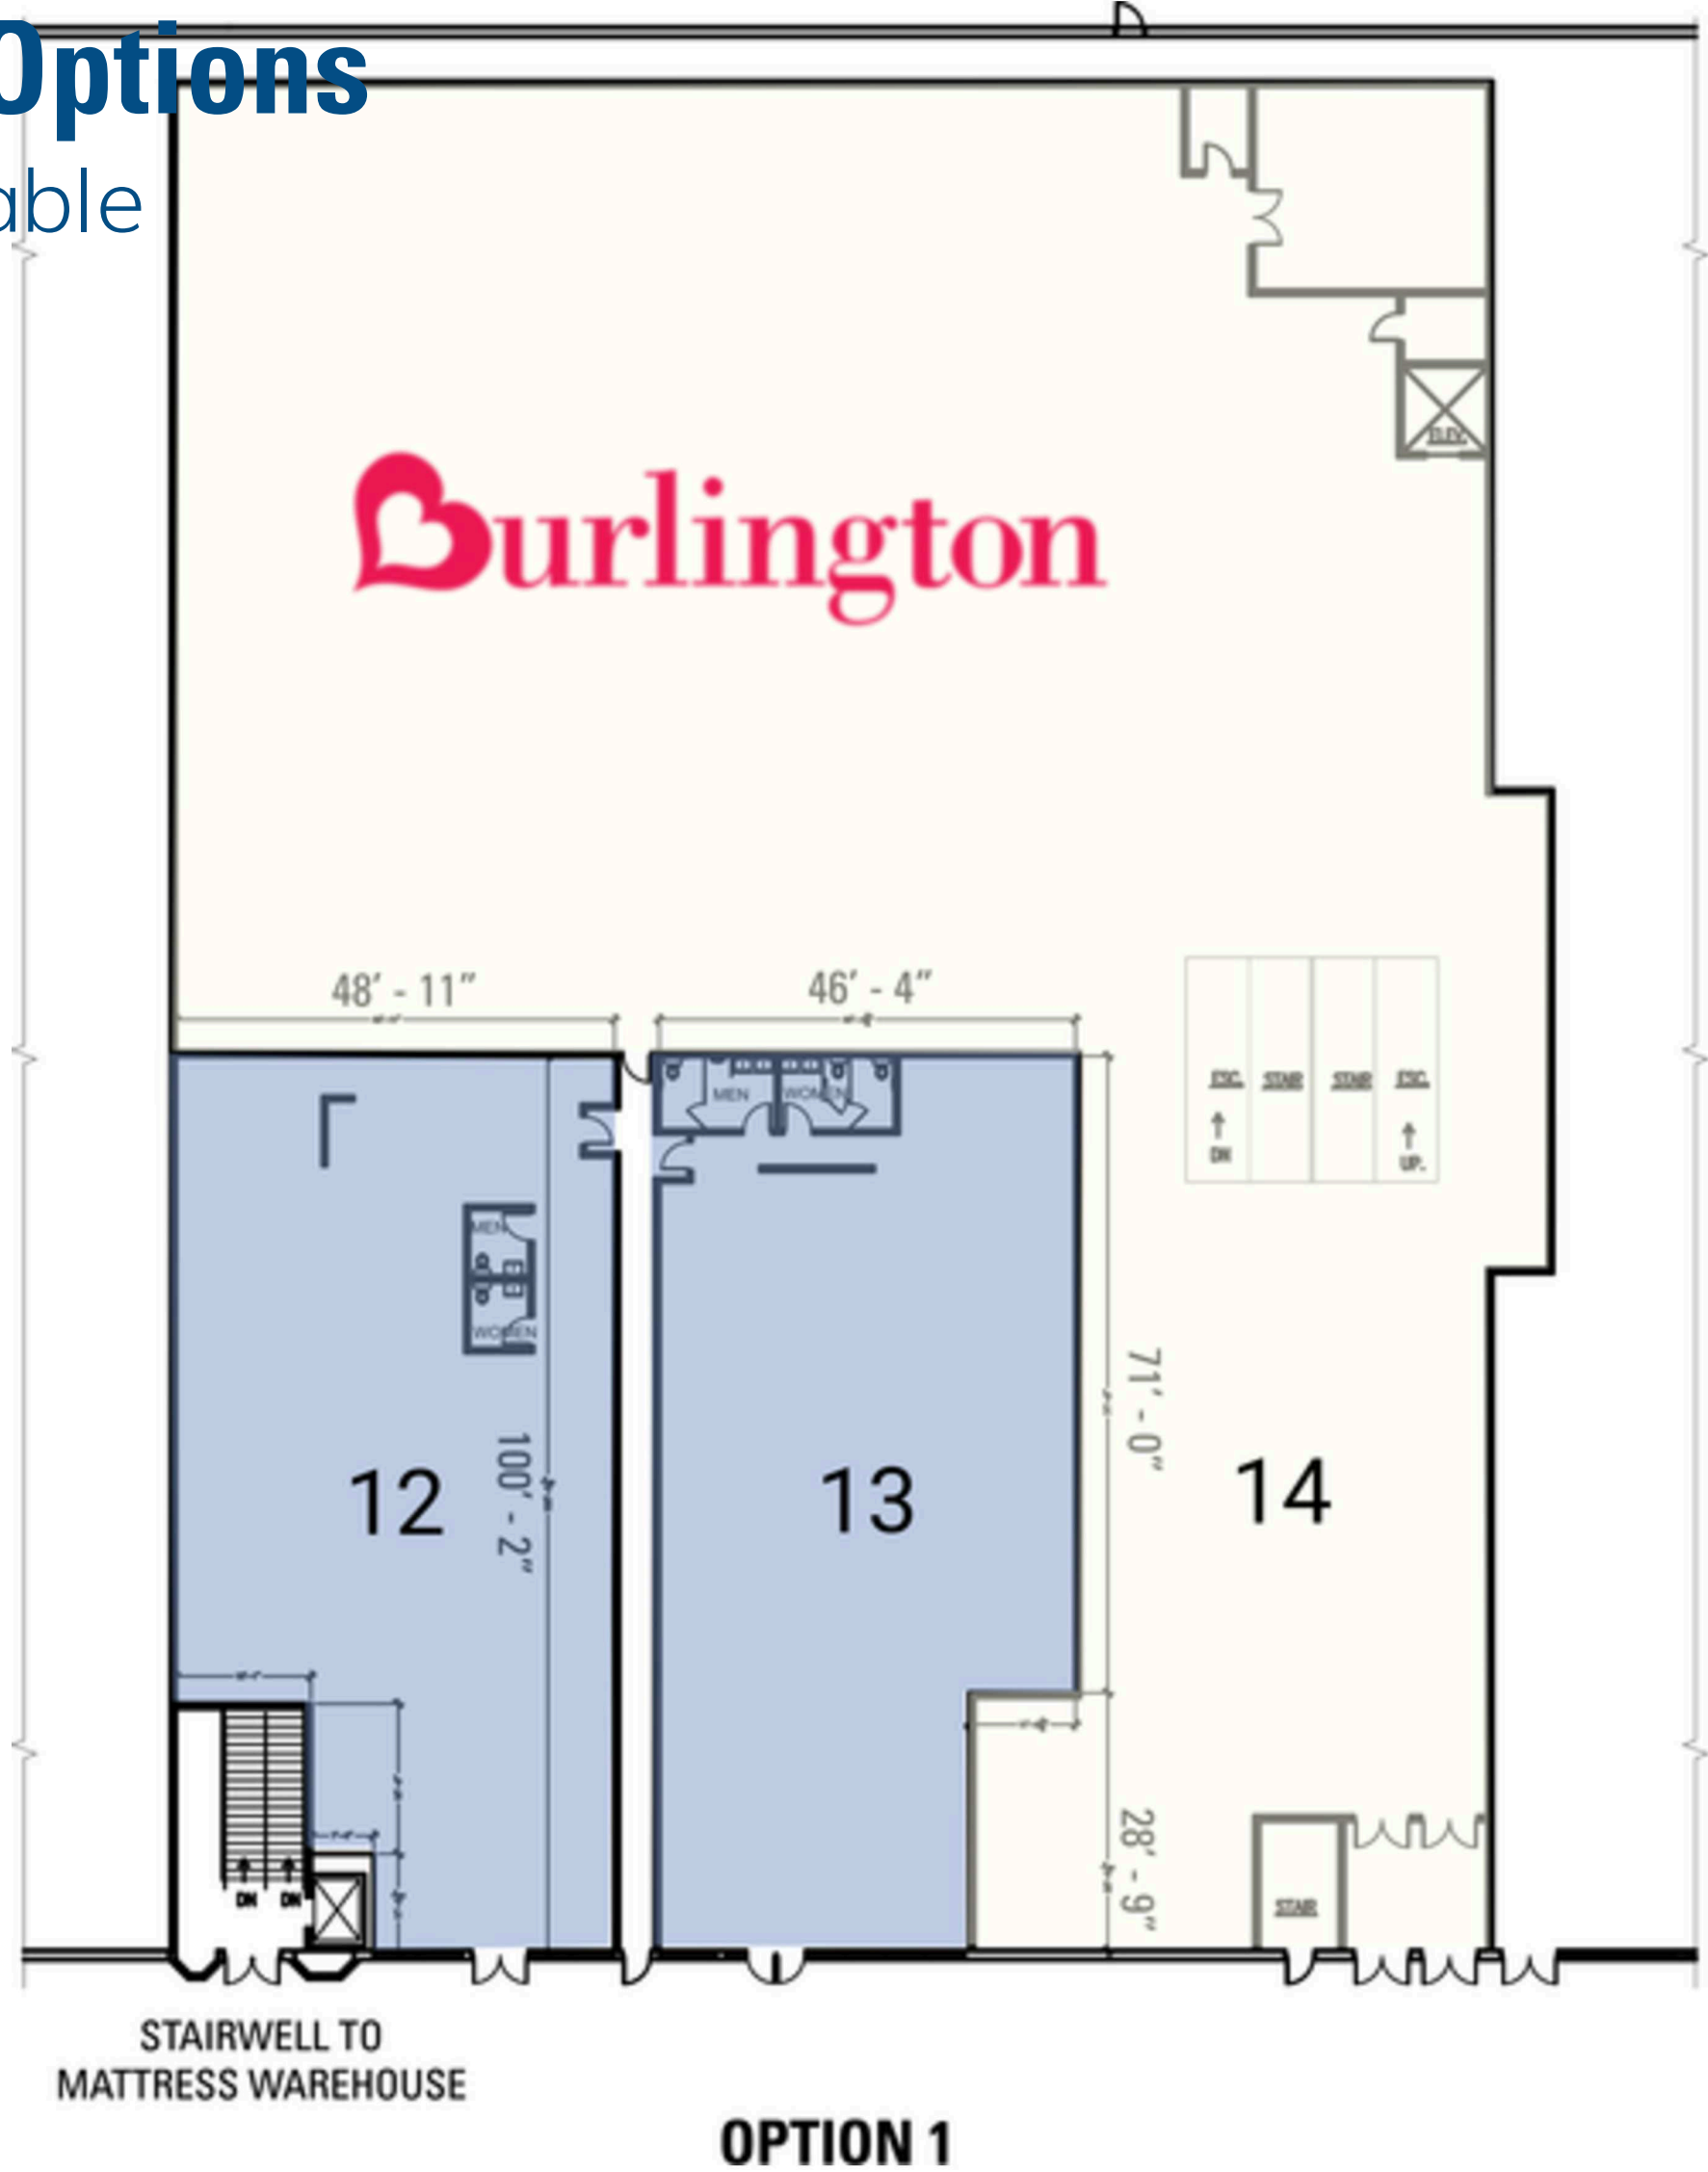 Options
able
ELEV.
Burlington
48' - 11"
46' - 4"
ESC. STAIR STAIR ESC.
DN
UP.
MEN WOMEN
MEN
WOMEN
71' - 0"
100' - 2"
12
13
14
28' - 9"
DN DN
STAIR
STAIRWELL TO
MATTRESS WAREHOUSE
OPTION 1